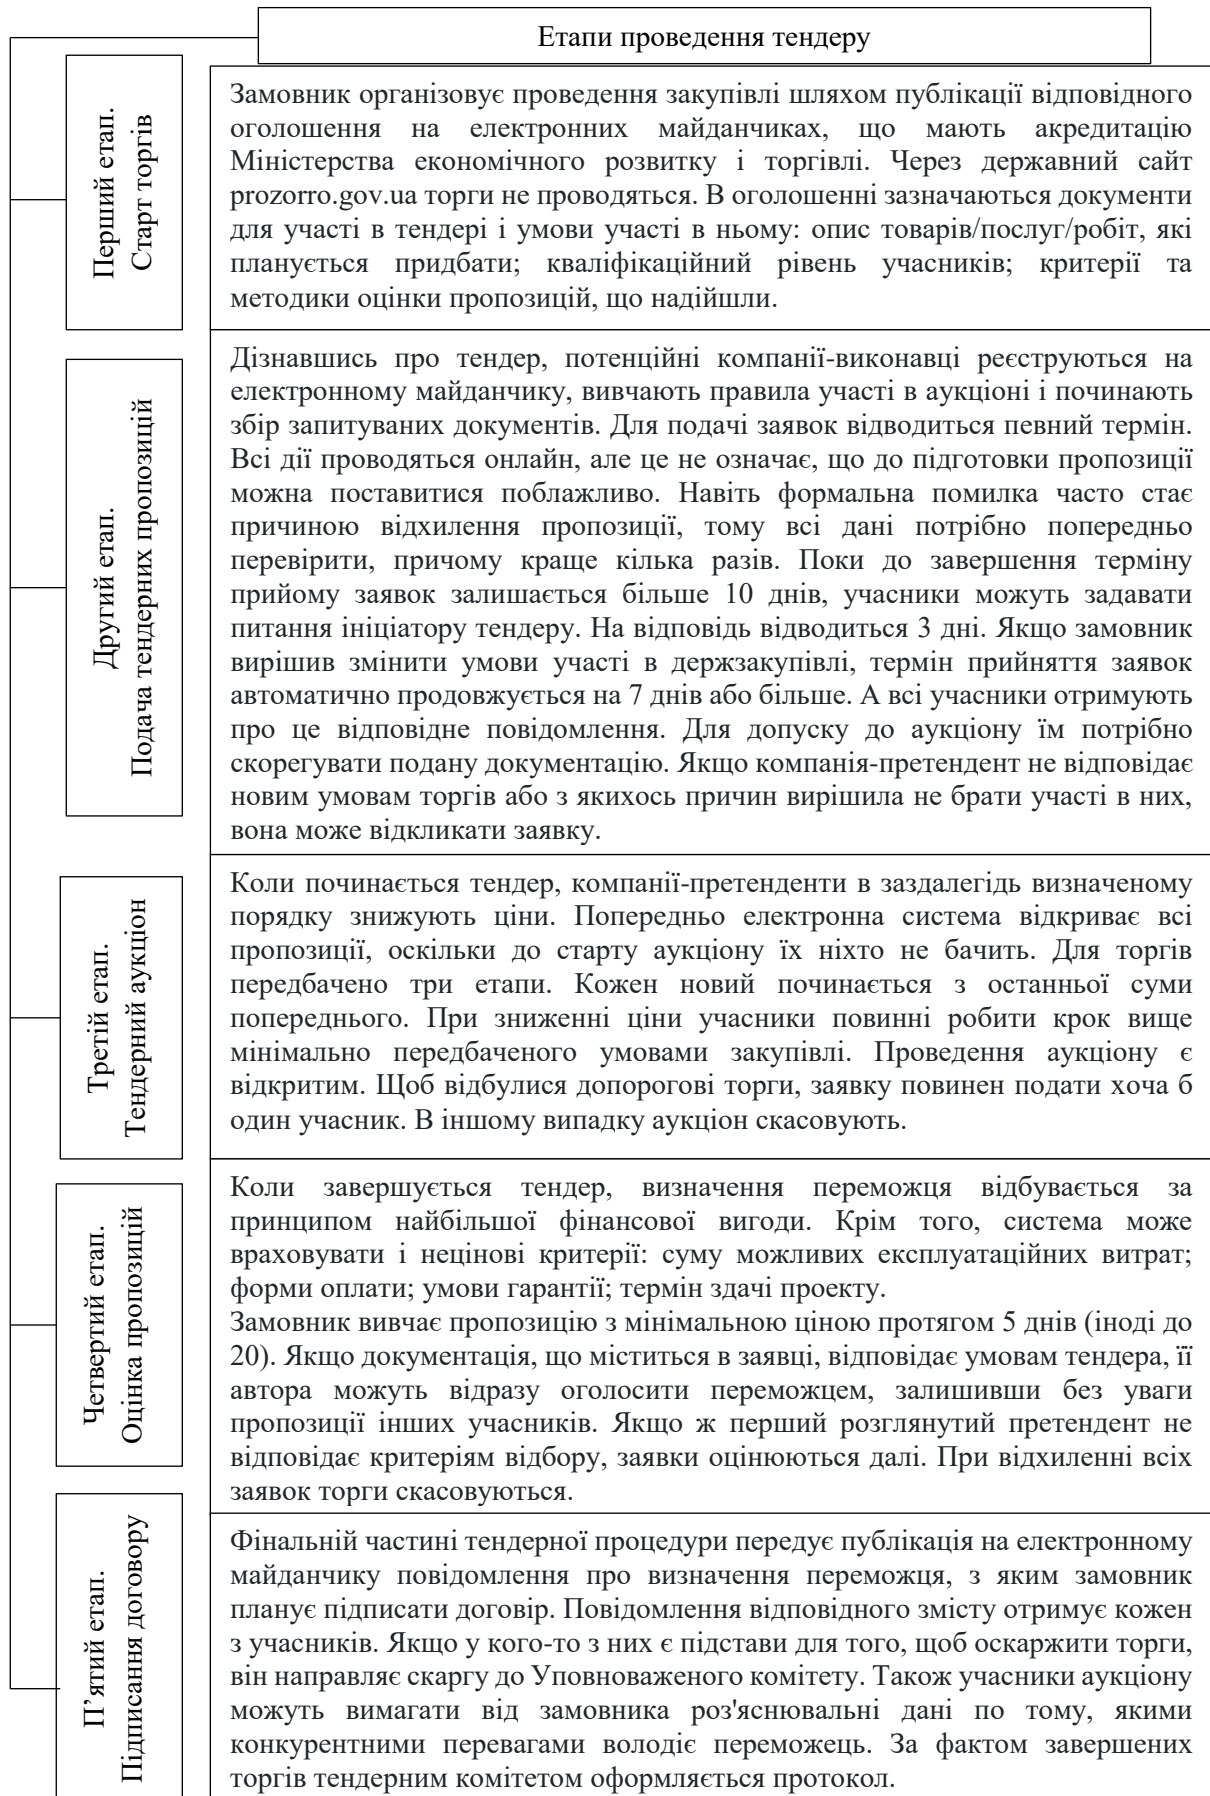 Етапи проведення тендеру
Перший етап.
Старт торгів
Замовник організовує проведення закупівлі шляхом публікації відповідного
оголошення на електронних майданчиках, що мають акредитацію
Міністерства економічного розвитку і торгівлі. Через державний сайт
prozorro.gov.ua торги не проводяться. В оголошенні зазначаються документи
для участі в тендері і умови участі в ньому: опис товарів/послуг/робіт, які
планується придбати; кваліфікаційний рівень учасників; критерії та
методики оцінки пропозицій, що надійшли.
Другий етап.
Подача тендерних пропозицій
Дізнавшись про тендер, потенційні компанії-виконавці реєструються на
електронному майданчику, вивчають правила участі в аукціоні і починають
збір запитуваних документів. Для подачі заявок відводиться певний термін.
Всі дії проводяться онлайн, але це не означає, що до підготовки пропозиції
можна поставитися поблажливо. Навіть формальна помилка часто стає
причиною відхилення пропозиції, тому всі дані потрібно попередньо
перевірити, причому краще кілька разів. Поки до завершення терміну
прийому заявок залишається більше 10 днів, учасники можуть задавати
питання ініціатору тендеру. На відповідь відводиться 3 дні. Якщо замовник
вирішив змінити умови участі в держзакупівлі, термін прийняття заявок
автоматично продовжується на 7 днів або більше. А всі учасники отримують
про це відповідне повідомлення. Для допуску до аукціону їм потрібно
скорегувати подану документацію. Якщо компанія-претендент не відповідає
новим умовам торгів або з якихось причин вирішила не брати участі в них,
вона може відкликати заявку.
Третій етап.
Тендерний аукціон
Коли починається тендер, компанії-претенденти в заздалегідь визначеному
порядку знижують ціни. Попередньо електронна система відкриває всі
пропозиції, оскільки до старту аукціону їх ніхто не бачить. Для торгів
передбачено три етапи. Кожен новий починається з останньої суми
попереднього. При зниженні ціни учасники повинні робити крок вище
мінімально передбаченого умовами закупівлі. Проведення аукціону є
відкритим. Щоб відбулися допорогові торги, заявку повинен подати хоча б
один учасник. В іншому випадку аукціон скасовують.
Четвертий етап.
Оцінка пропозицій
Коли завершується тендер, визначення переможця відбувається за
принципом найбільшої фінансової вигоди. Крім того, система може
враховувати і нецінові критерії: суму можливих експлуатаційних витрат;
форми оплати; умови гарантії; термін здачі проекту.
Замовник вивчає пропозицію з мінімальною ціною протягом 5 днів (іноді до
20). Якщо документація, що міститься в заявці, відповідає умовам тендера, її
автора можуть відразу оголосити переможцем, залишивши без уваги
пропозиції інших учасників. Якщо ж перший розглянутий претендент не
відповідає критеріям відбору, заявки оцінюються далі. При відхиленні всіх
заявок торги скасовуються.
П’ятий етап.
Підписання договору
Фінальній частині тендерної процедури передує публікація на електронному
майданчику повідомлення про визначення переможця, з яким замовник
планує підписати договір. Повідомлення відповідного змісту отримує кожен
з учасників. Якщо у кого-то з них є підстави для того, щоб оскаржити торги,
він направляє скаргу до Уповноваженого комітету. Також учасники аукціону
можуть вимагати від замовника роз'яснювальні дані по тому, якими
конкурентними перевагами володіє переможець. За фактом завершених
торгів тендерним комітетом оформляється протокол.